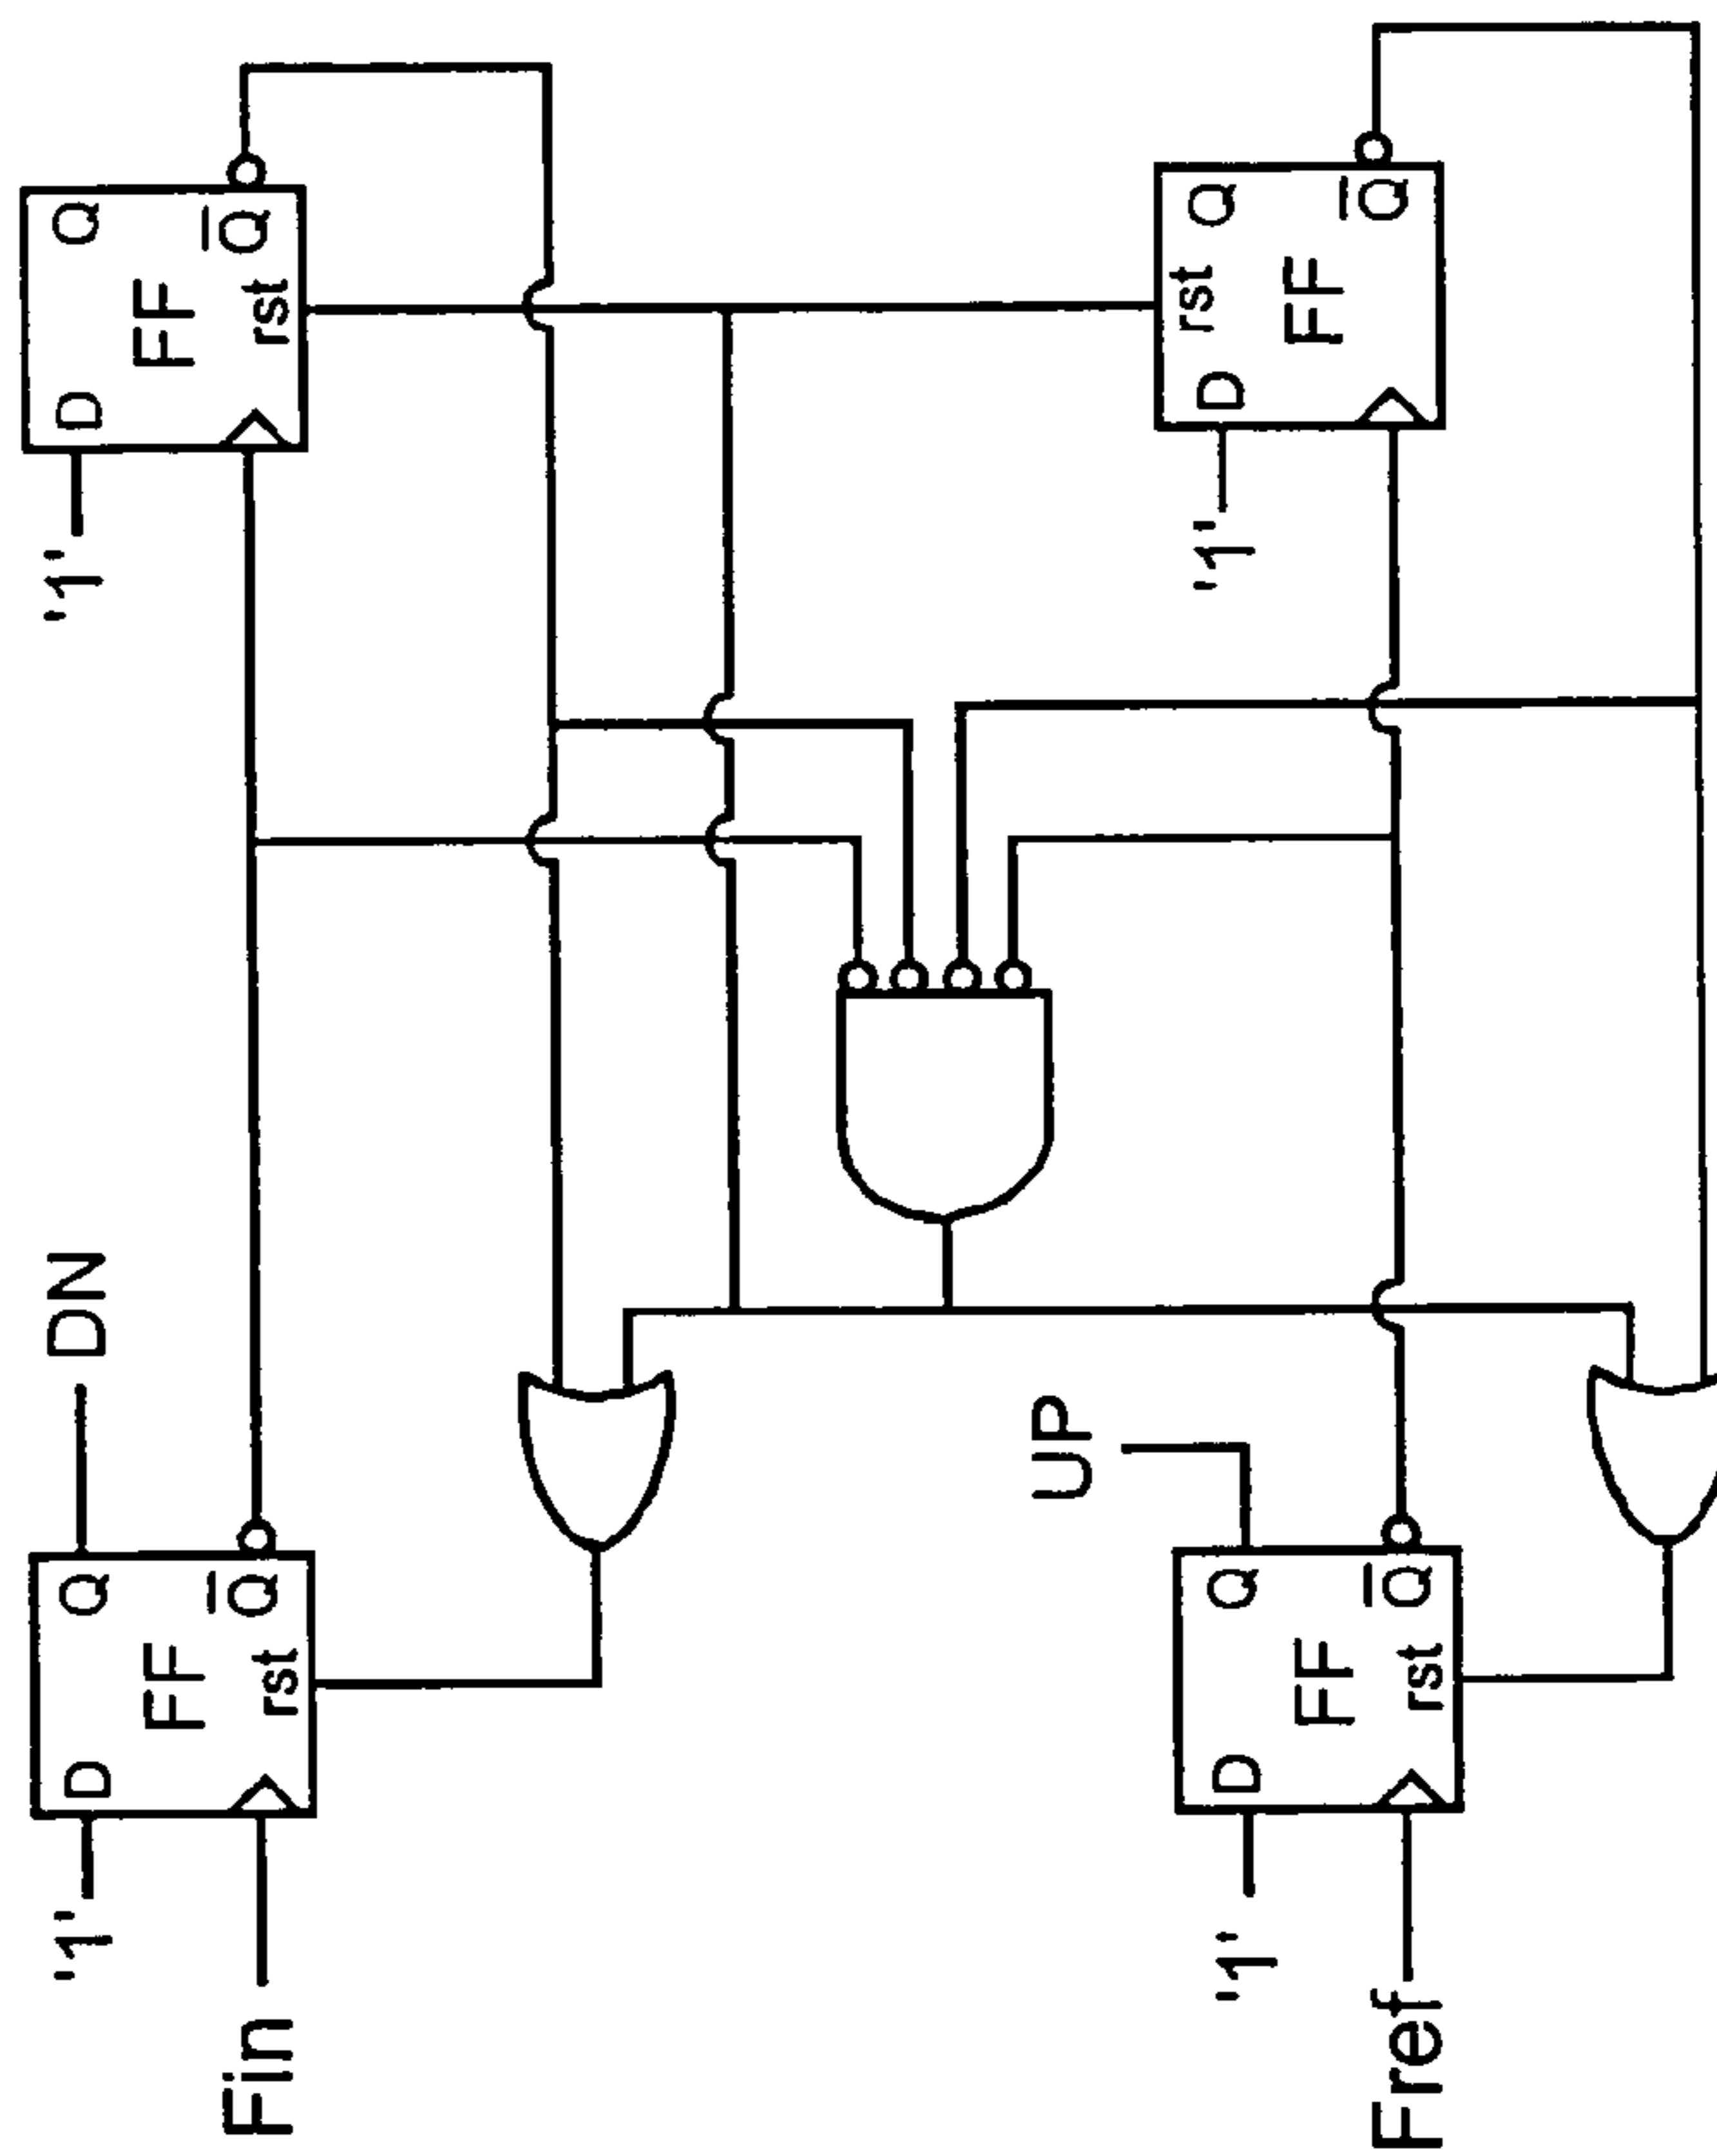 '1'
D
Q
DN
FF
Fin
rst
Q̅
'1'
D
Q
FF
rst
Q̅
UP
'1'
D
Q
FF
Fref
rst
Q̅
'1'
D
rst
Q
FF
Q̅